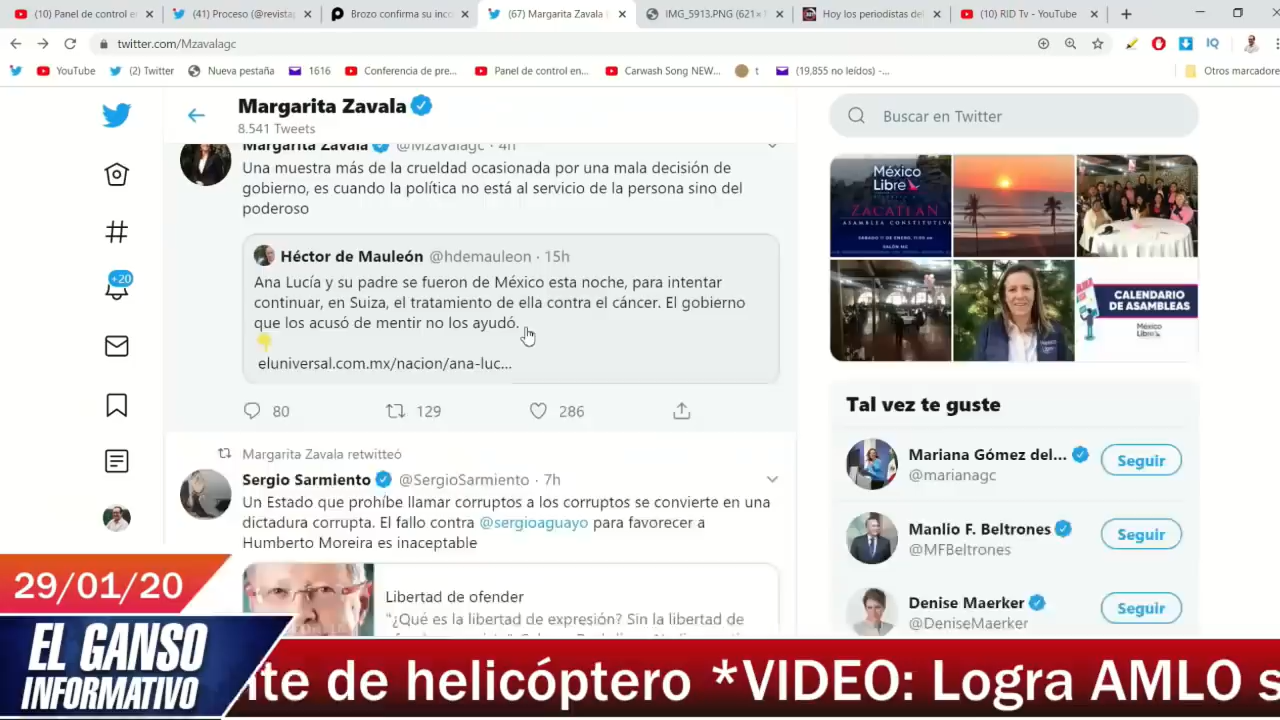 (10) Panel de control e
(41) Proceso (@revista
Brozo confirma su inc
(67) Margarita Zavala
IMG_5913.PNG (621×
Hoy los periodistas de
(10) RID Tv - YouTube
twitter.com/Mzavalagc
YouTube
(2) Twitter
Nueva pestaña
1616
Conferencia de pre...
Panel de control en...
Carwash Song NEW...
t
(19,855 no leídos) -...
Otros marcadore
Margarita Zavala
8.541 Tweets
Buscar en Twitter
Margarita Zavala @Mzavalagc · 4h
Una muestra más de la crueldad ocasionada por una mala decisión de
gobierno, es cuando la política no está al servicio de la persona sino del
poderoso
Héctor de Mauleón @hdemauleon · 15h
Ana Lucía y su padre se fueron de México esta noche, para intentar
continuar en Suiza, el tratamiento de ella contra el cáncer. El gobierno
que los acusó de mentir no los ayudó.
eluniversal.com.mx/nacion/ana-luc...
80 129 286
Margarita Zavala retwitteó
Sergio Sarmiento @SergioSarmiento · 7h
Un Estado que prohíbe llamar corruptos a los corruptos se convierte en una
dictadura corrupta. El fallo contra @sergioaguayo para favorecer a
Humberto Moreira es inaceptable
Libertad de ofender
"¿Qué es la libertad de expresión? Sin la libertad de
+20
México
Libre
ZACATLÁN
ASAMBLEA CONSTITUTIVA
CALENDARIO
DE ASAMBLEAS
México
Libre
Tal vez te guste
Mariana Gómez del...
@marianagc
Seguir
Manlio F. Beltrones
@MFBeltrones
Seguir
Denise Maerker
@DeniseMaerker
Seguir
29/01/20
EL GANSO
INFORMATIVO
nte de helicóptero *VIDEO: Logra AMLO s